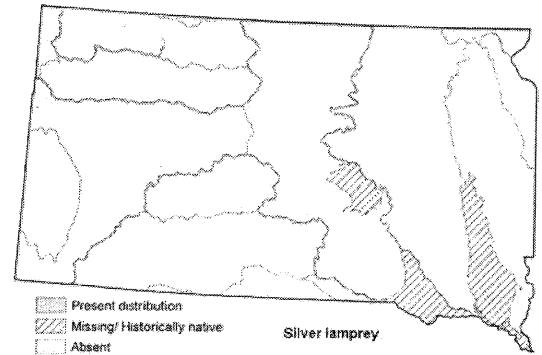 Present distribution
Missing/ Historically native
Absent
Silver lamprey